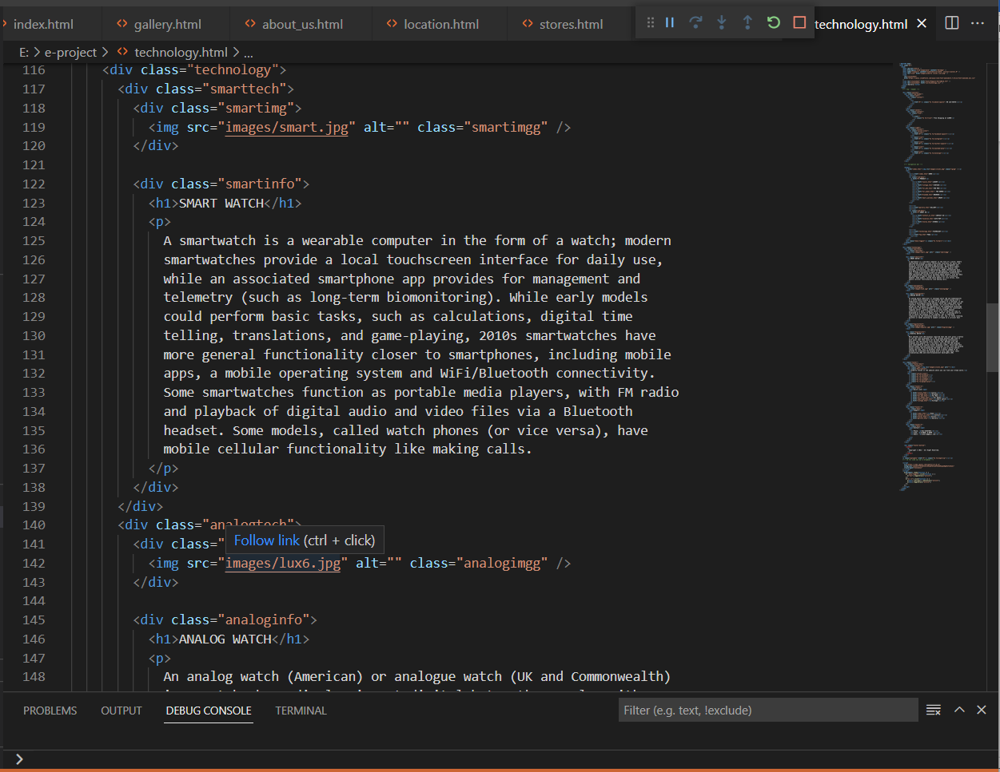 index.html
gallery.html
about_us.html
location.html
stores.html
technology.html
E: > e-project > technology.html > ...
116 <div class="technology">
117 <div class="smarttech">
118 <div class="smartimg">
119 <img src="images/smart.jpg" alt="" class="smartimgg" />
120 </div>
121
122 <div class="smartinfo">
123 <h1>SMART WATCH</h1>
124 <p>
125 A smartwatch is a wearable computer in the form of a watch; modern
126 smartwatches provide a local touchscreen interface for daily use,
127 while an associated smartphone app provides for management and
128 telemetry (such as long-term biomonitoring). While early models
129 could perform basic tasks, such as calculations, digital time
130 telling, translations, and game-playing, 2010s smartwatches have
131 more general functionality closer to smartphones, including mobile
132 apps, a mobile operating system and WiFi/Bluetooth connectivity.
133 Some smartwatches function as portable media players, with FM radio
134 and playback of digital audio and video files via a Bluetooth
135 headset. Some models, called watch phones (or vice versa), have
136 mobile cellular functionality like making calls.
137 </p>
138 </div>
139 </div>
140 <div class="analogtech">
141 <div class="
Follow link (ctrl + click)
142 <img src="images/lux6.jpg" alt="" class="analogimgg" />
143 </div>
144
145 <div class="analoginfo">
146 <h1>ANALOG WATCH</h1>
147 <p>
148 An analog watch (American) or analogue watch (UK and Commonwealth)
PROBLEMS OUTPUT DEBUG CONSOLE TERMINAL
Filter (e.g. text, !exclude)